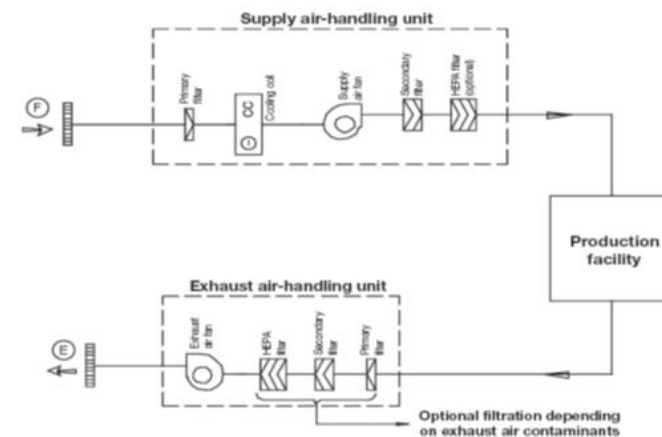 Supply air-handling unit
F
Primary
filter
CC
I
Cooling coil
Supply
air fan
Secondary
filter
HEPA filter
(optional)
Production
facility
Exhaust air-handling unit
E
Exhaust
air fan
HEPA
filter
Secondary
filter
Primary
filter
Optional filtration depending
on exhaust air contaminants